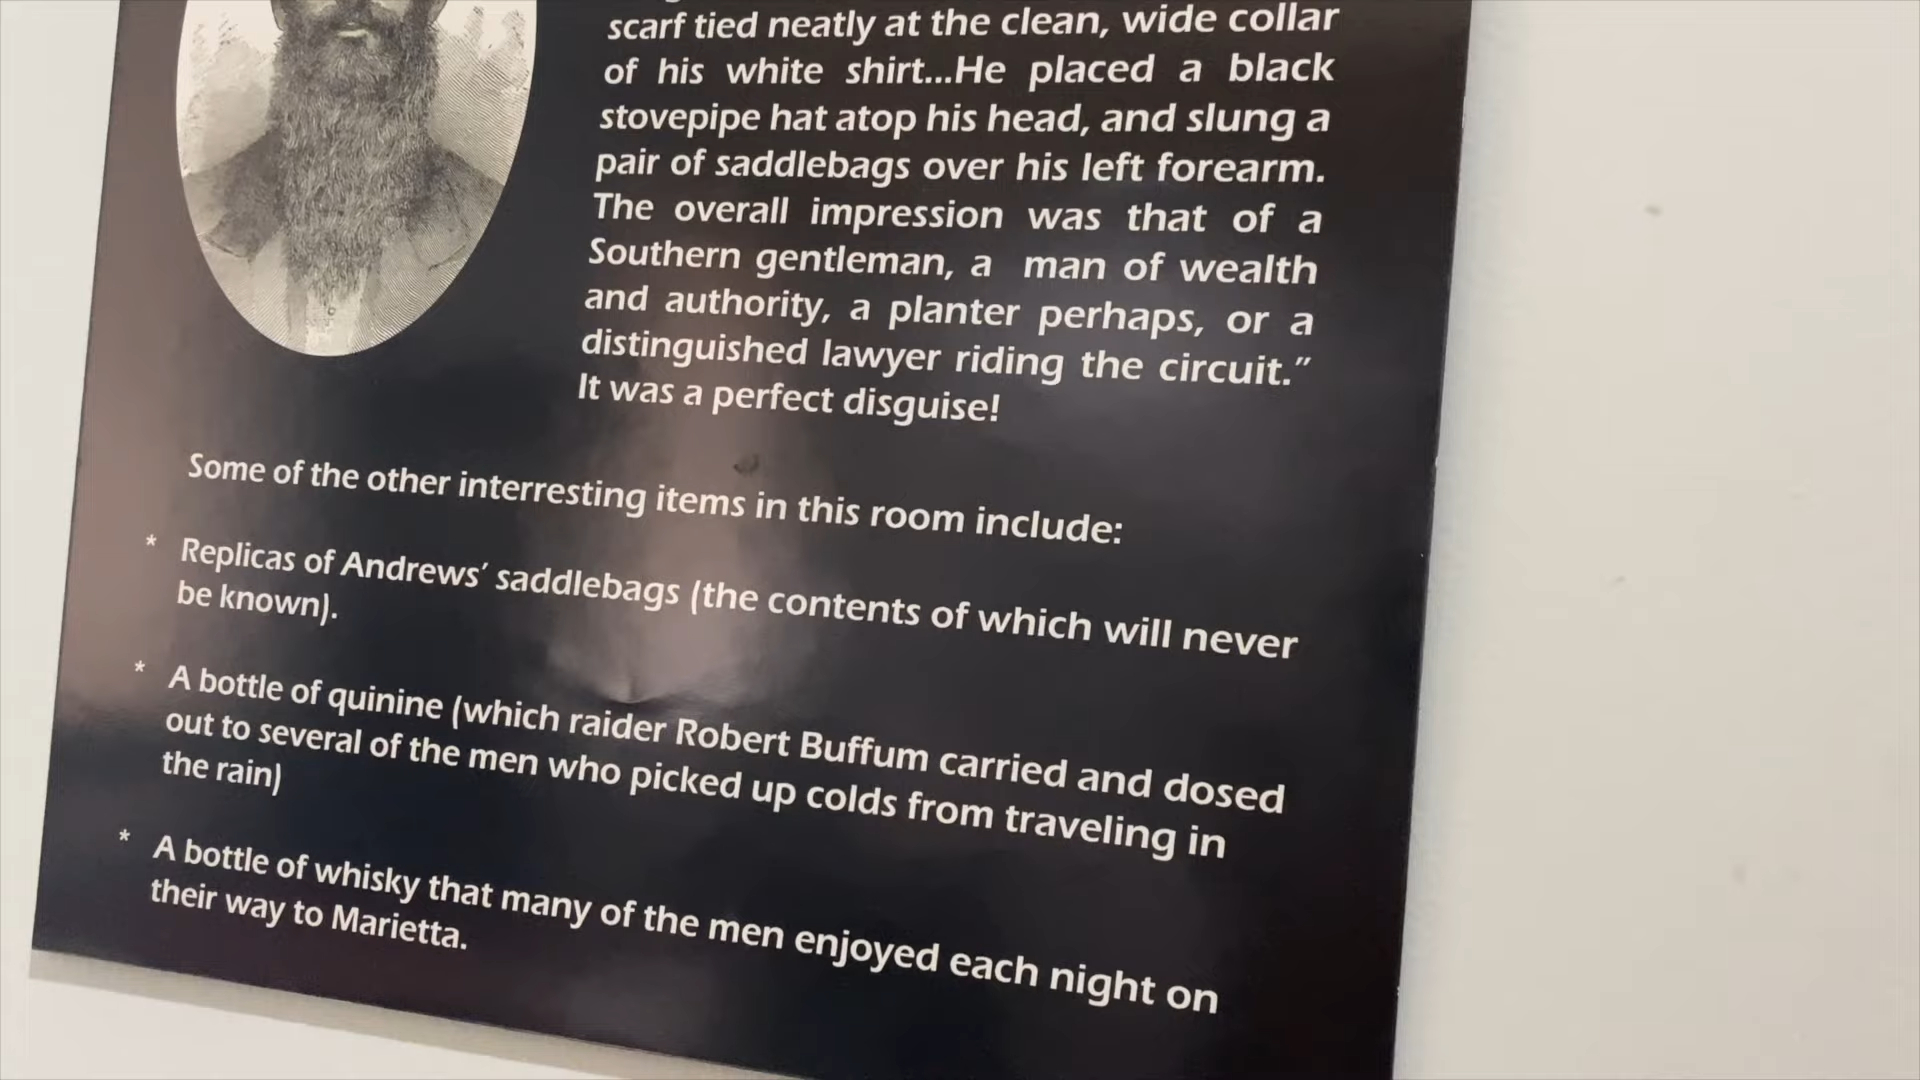 scarf tied neatly at the clean, wide collar
of his white shirt...He placed a black
stovepipe hat atop his head, and slung a
pair of saddlebags over his left forearm.
The overall impression was that of a
Southern gentleman, a man of wealth
and authority, a planter perhaps, or a
distinguished lawyer riding the circuit.”
It was a perfect disguise!
Some of the other interresting items in this room include:
* Replicas of Andrews’ saddlebags (the contents of which will never
be known).
* A bottle of quinine (which raider Robert Buffum carried and dosed
out to several of the men who picked up colds from traveling in
the rain)
* A bottle of whisky that many of the men enjoyed each night on
their way to Marietta.